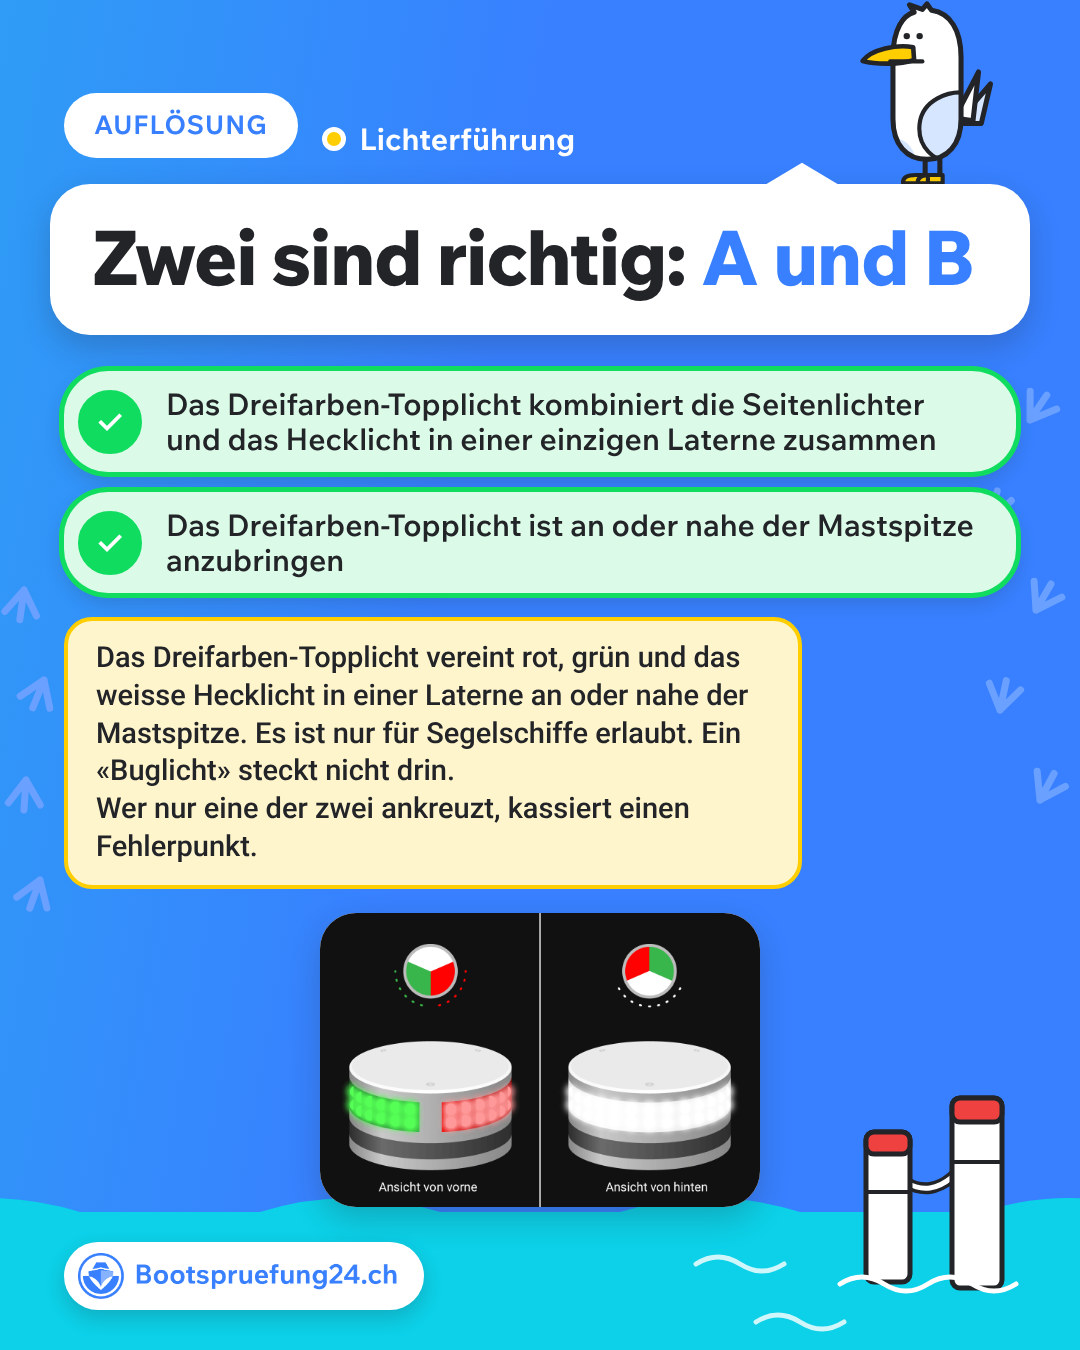 AUFLÖSUNG
Lichterführung
Zwei sind richtig: A und B
Das Dreifarben-Topplicht kombiniert die Seitenlichter
und das Hecklicht in einer einzigen Laterne zusammen
Das Dreifarben-Topplicht ist an oder nahe der Mastspitze
anzubringen
Das Dreifarben-Topplicht vereint rot, grün und das
weisse Hecklicht in einer Laterne an oder nahe der
Mastspitze. Es ist nur für Segelschiffe erlaubt. Ein
«Buglicht» steckt nicht drin.
Wer nur eine der zwei ankreuzt, kassiert einen
Fehlerpunkt.
Ansicht von vorne
Ansicht von hinten
Bootspruefung24.ch